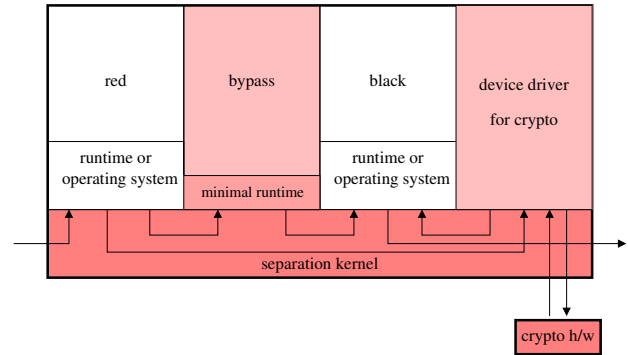 red
bypass
black
device driver
for crypto
runtime or
operating system
minimal runtime
runtime or
operating system
separation kernel
crypto h/w